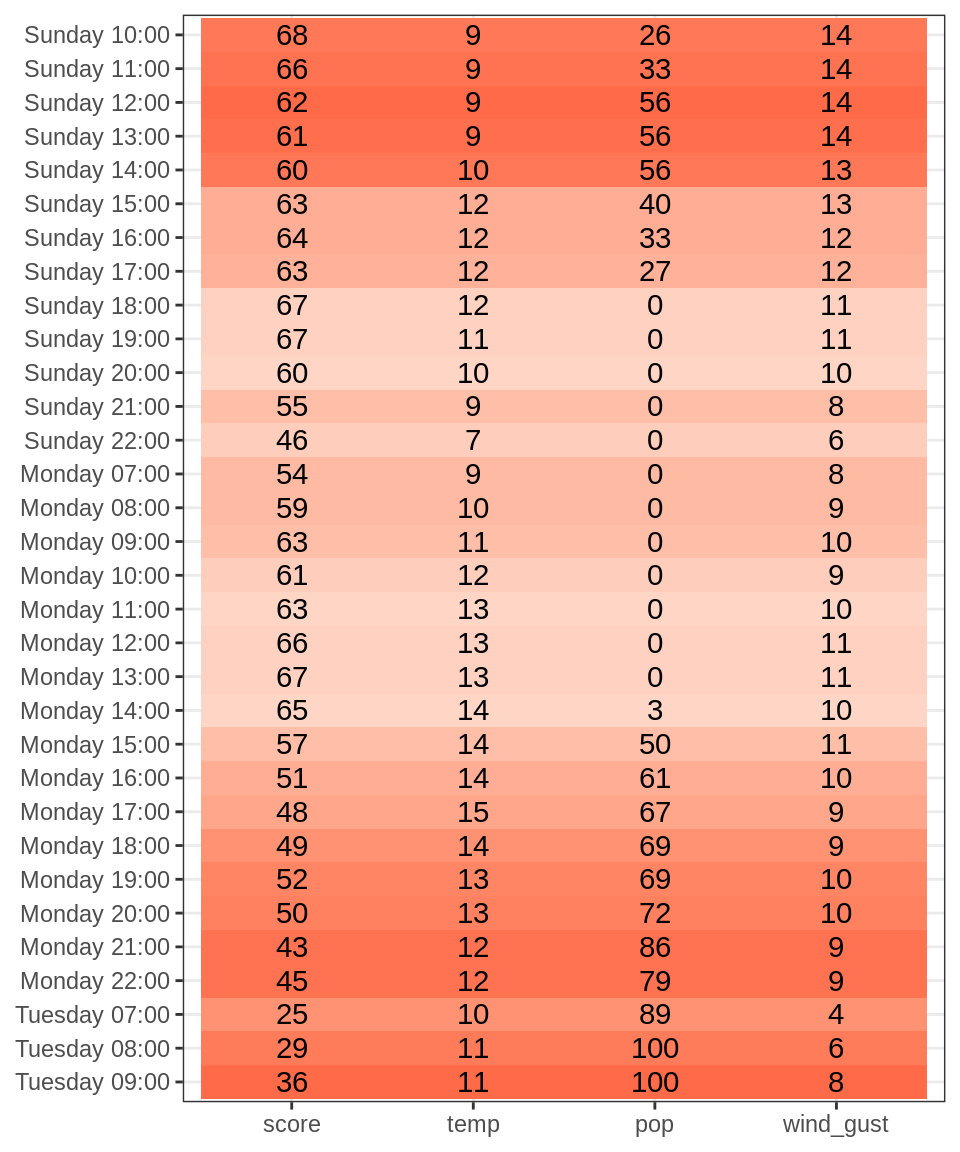 Sunday 10:00 68 9 26 14
Sunday 11:00 66 9 33 14
Sunday 12:00 62 9 56 14
Sunday 13:00 61 9 56 14
Sunday 14:00 60 10 56 13
Sunday 15:00 63 12 40 13
Sunday 16:00 64 12 33 12
Sunday 17:00 63 12 27 12
Sunday 18:00 67 12 0 11
Sunday 19:00 67 11 0 11
Sunday 20:00 60 10 0 10
Sunday 21:00 55 9 0 8
Sunday 22:00 46 7 0 6
Monday 07:00 54 9 0 8
Monday 08:00 59 10 0 9
Monday 09:00 63 11 0 10
Monday 10:00 61 12 0 9
Monday 11:00 63 13 0 10
Monday 12:00 66 13 0 11
Monday 13:00 67 13 0 11
Monday 14:00 65 14 3 10
Monday 15:00 57 14 50 11
Monday 16:00 51 14 61 10
Monday 17:00 48 15 67 9
Monday 18:00 49 14 69 9
Monday 19:00 52 13 69 10
Monday 20:00 50 13 72 10
Monday 21:00 43 12 86 9
Monday 22:00 45 12 79 9
Tuesday 07:00 25 10 89 4
Tuesday 08:00 29 11 100 6
Tuesday 09:00 36 11 100 8
score temp pop wind_gust